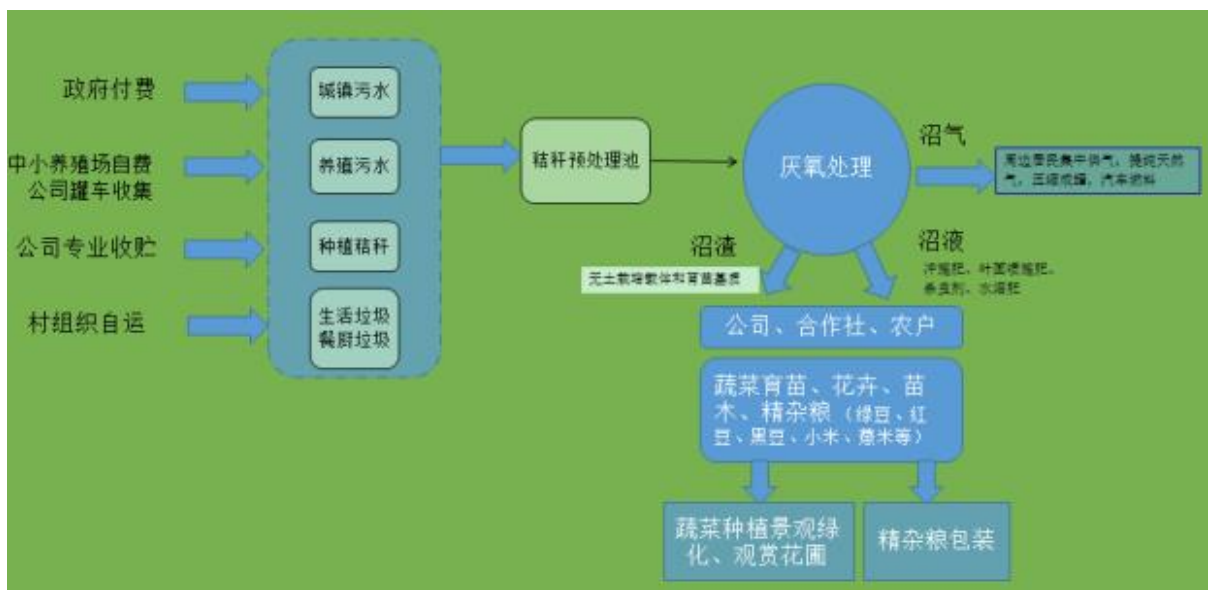 政府付费
城镇污水
中小养殖场自费
公司罐车收集
养殖污水
公司专业收贮
种植秸秆
村组织自运
生活垃圾
餐厨垃圾
秸秆预处理池
厌氧处理
沼气
周边居民集中供气，提纯天然
气，压缩成罐，汽车燃料
沼渣
无土栽培载体和育苗基质
沼液
冲施肥、叶面喷施肥、
杀虫剂、水溶肥
公司、合作社、农户
蔬菜育苗、花卉、苗
木、精杂粮（绿豆、红
豆、黑豆、小米、薏米等）
蔬菜种植景观绿
化、观赏花圃
精杂粮包装